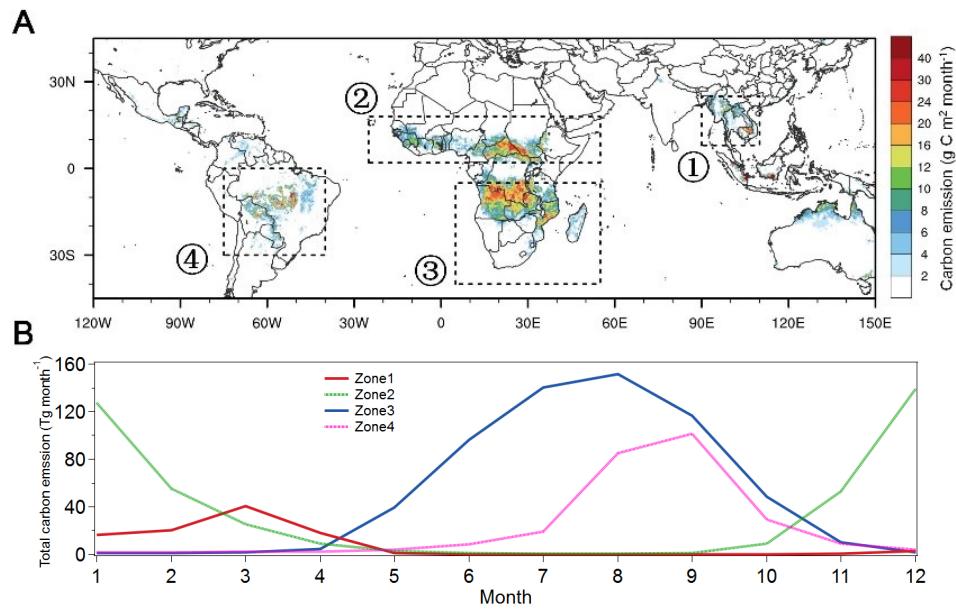 A
30N
0
30S
120W 90W 60W 30W 0 30E 60E 90E 120E 150E
①
②
③
④
40
30
28
24
20
16
12
10
8
6
4
2
Carbon emission (g C m² month⁻¹)
B
Total carbon emssion (Tg month⁻¹)
160
120
80
40
0
Zone1
Zone2
Zone3
Zone4
1 2 3 4 5 6 7 8 9 10 11 12
Month